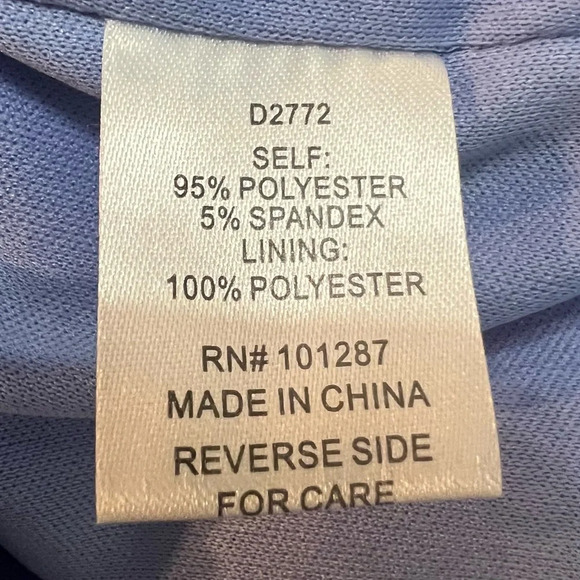 D2772
SELF:
95% POLYESTER
5% SPANDEX
LINING:
100% POLYESTER
RN# 101287
MADE IN CHINA
REVERSE SIDE
FOR CARE